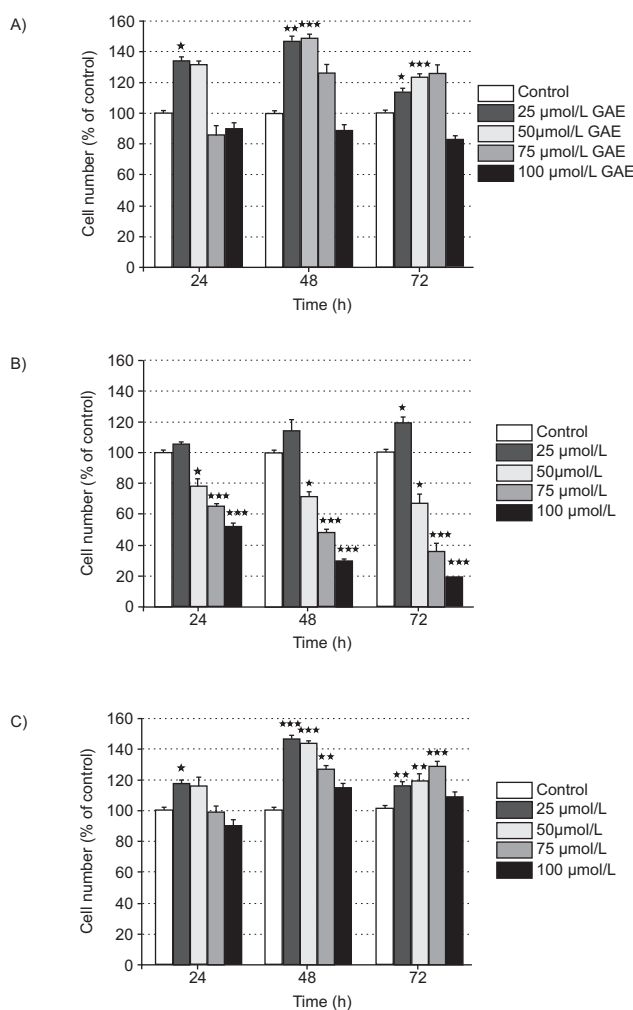 A)
Cell number (% of control)
160
140
120
100
80
60
40
20
0
★
★★
★★★
★
★★★
24
48
72
Time (h)
Control
25 µmol/L GAE
50µmol/L GAE
75 µmol/L GAE
100 µmol/L GAE
B)
Cell number (% of control)
160
140
120
100
80
60
40
20
0
★
★★★
★★★
★
★★★
★★★
★
★
★★★
★★★
24
48
72
Time (h)
Control
25 µmol/L
50µmol/L
75 µmol/L
100 µmol/L
C)
Cell number (% of control)
160
140
120
100
80
60
40
20
0
★
★★★
★★★
★★
★★
★★
★★★
24
48
72
Time (h)
Control
25 µmol/L
50µmol/L
75 µmol/L
100 µmol/L